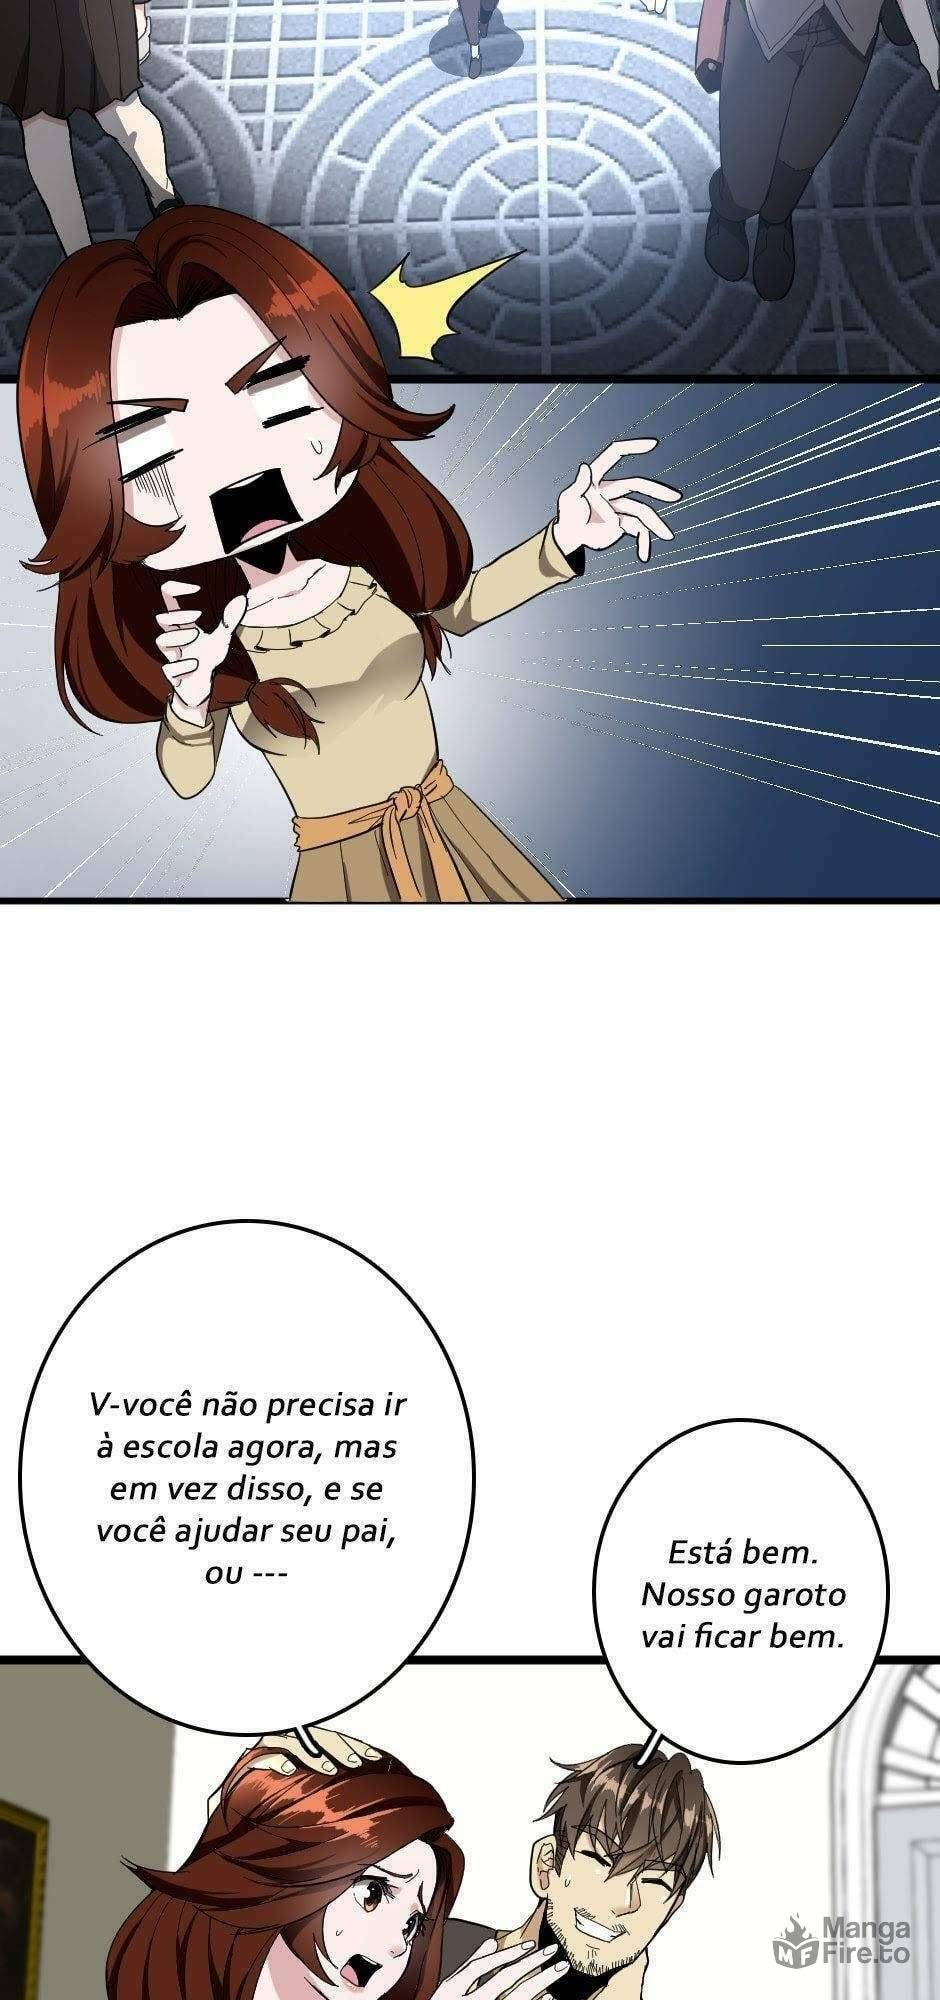 V-você não precisa ir
à escola agora, mas
em vez disso, e se
você ajudar seu pai,
ou ---
Está bem.
Nosso garoto
vai ficar bem.
Manga
Fire.to